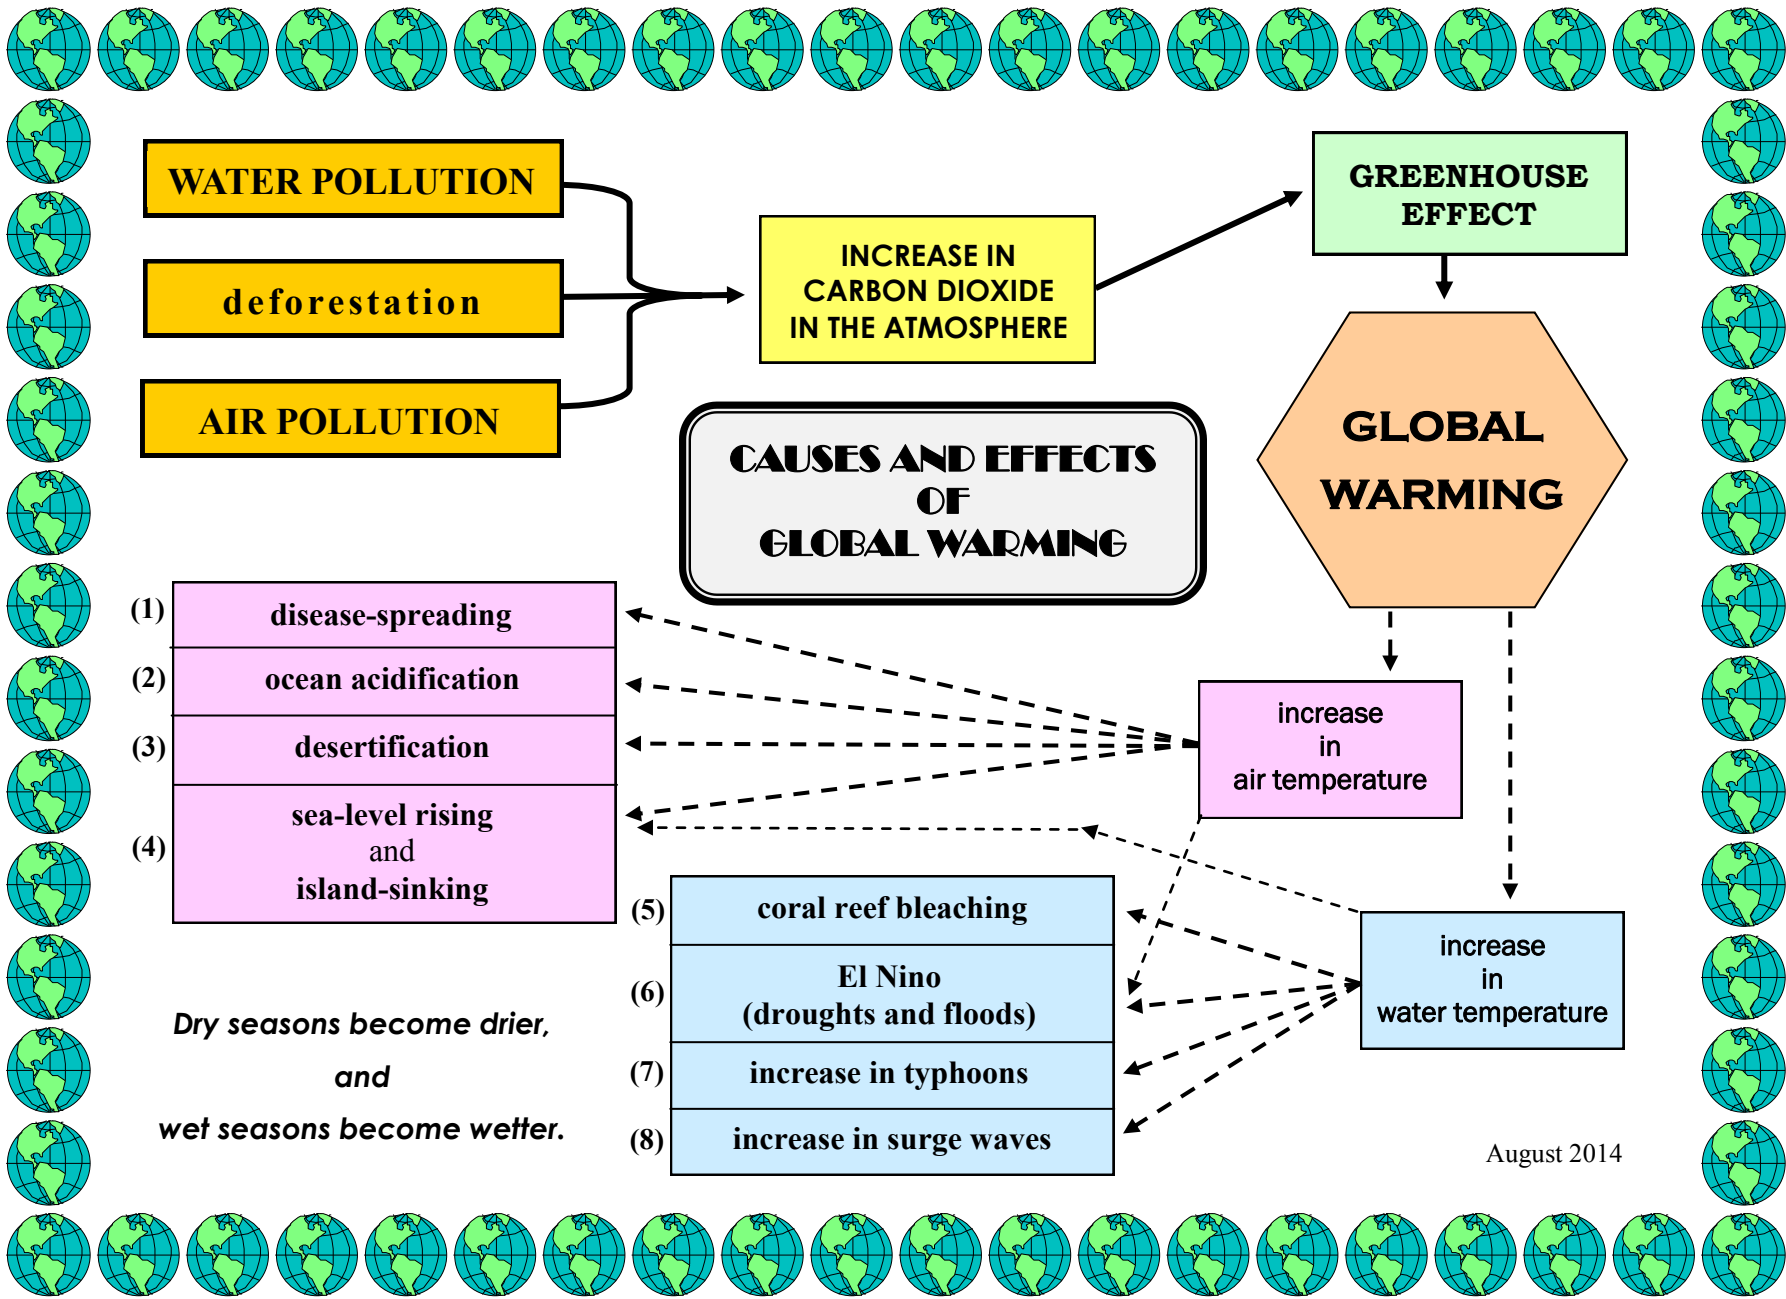 WATER POLLUTION
deforestation
AIR POLLUTION
INCREASE IN
CARBON DIOXIDE
IN THE ATMOSPHERE
GREENHOUSE
EFFECT
GLOBAL
WARMING
CAUSES AND EFFECTS
OF
GLOBAL WARMING
(1) disease-spreading
(2) ocean acidification
(3) desertification
(4) sea-level rising
and
island-sinking
increase
in
air temperature
(5) coral reef bleaching
(6) El Nino
(droughts and floods)
(7) increase in typhoons
(8) increase in surge waves
increase
in
water temperature
Dry seasons become drier,
and
wet seasons become wetter.
August 2014